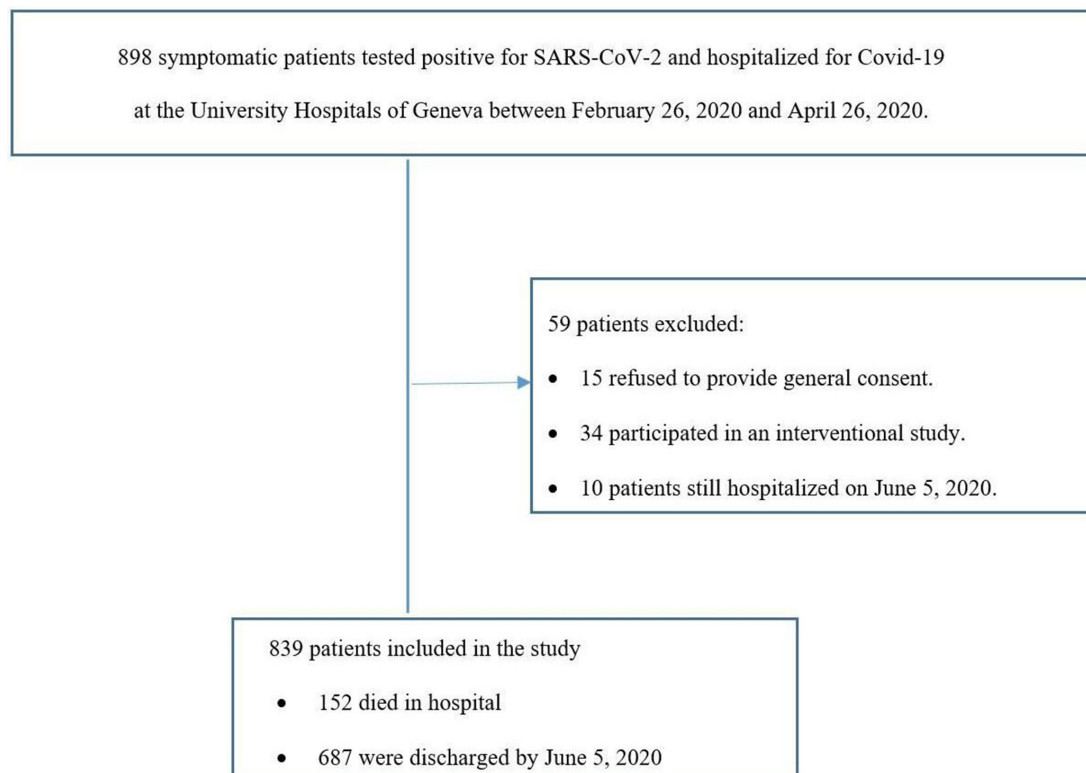 898 symptomatic patients tested positive for SARS-CoV-2 and hospitalized for Covid-19
at the University Hospitals of Geneva between February 26, 2020 and April 26, 2020.
59 patients excluded:
• 15 refused to provide general consent.
• 34 participated in an interventional study.
• 10 patients still hospitalized on June 5, 2020.
839 patients included in the study
• 152 died in hospital
• 687 were discharged by June 5, 2020